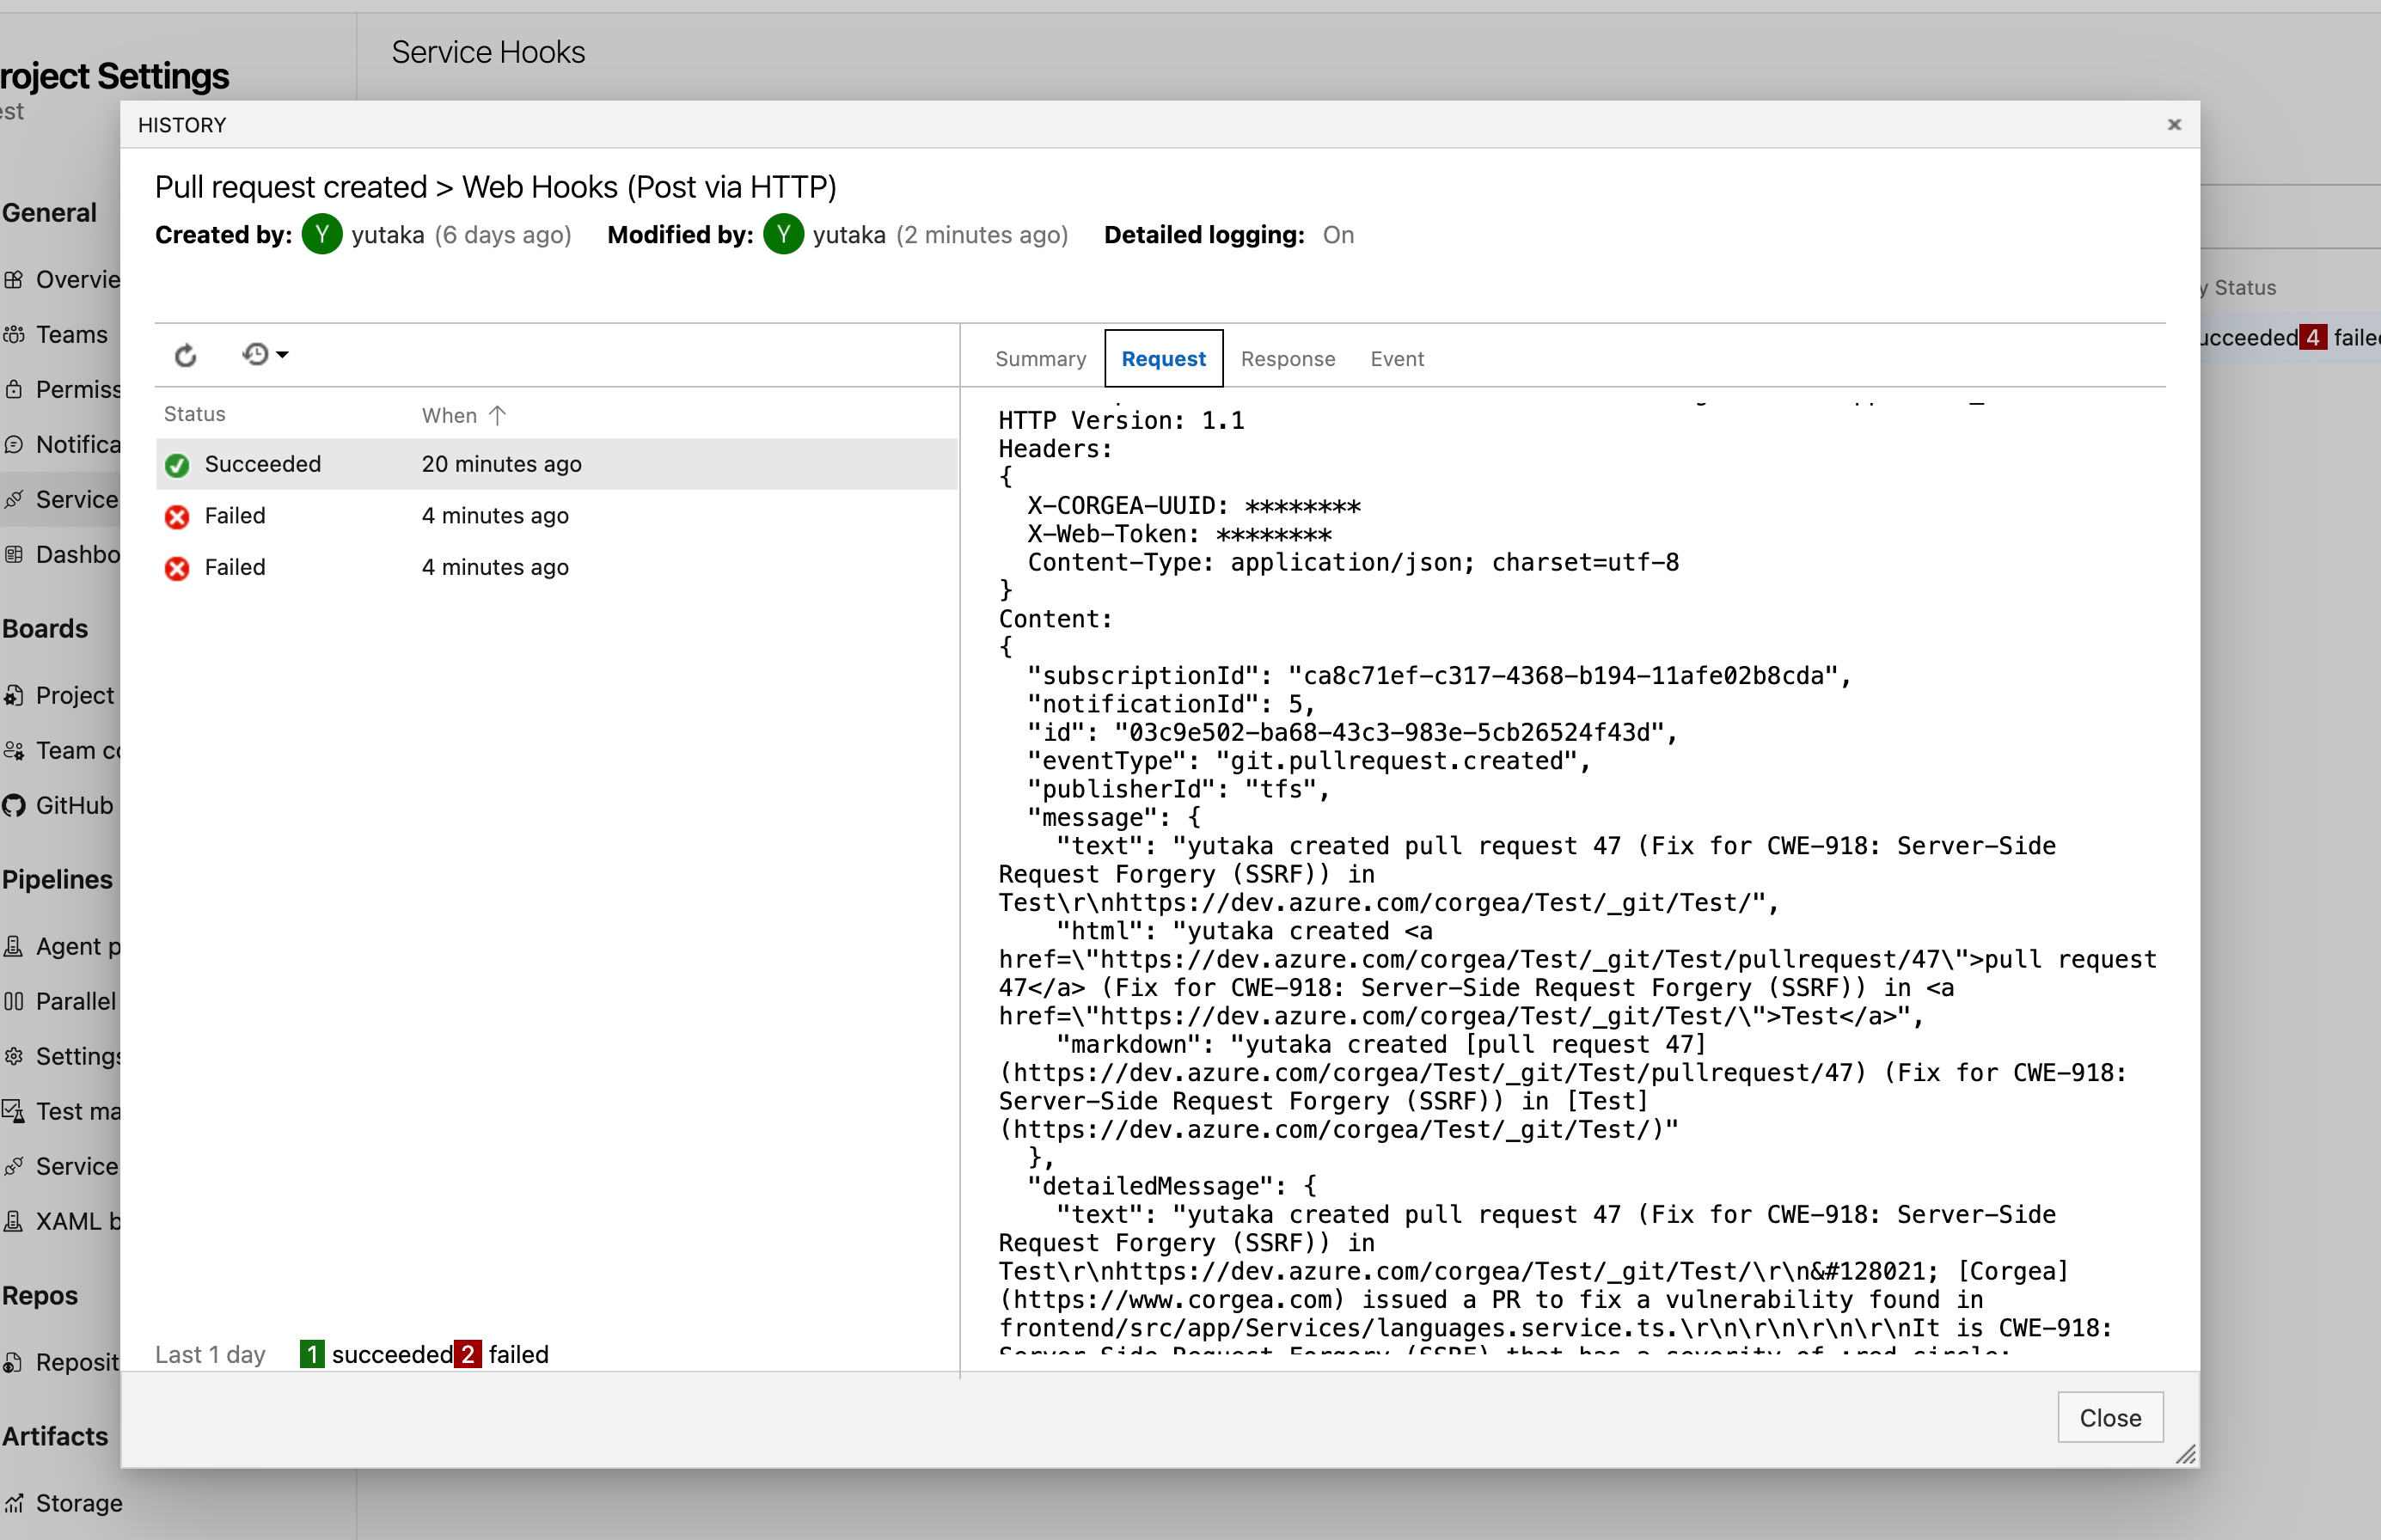 Service Hooks
roject Settings
est
General
Overvie
Teams
Permiss
Notifica
Service
Dashbo
Boards
Project
Team co
GitHub
Pipelines
Agent p
Parallel
Settings
Test ma
Service
XAML b
Repos
Reposit
Artifacts
Storage
HISTORY
Pull request created > Web Hooks (Post via HTTP)
Created by: Y yutaka (6 days ago) Modified by: Y yutaka (2 minutes ago) Detailed logging: On
Status When
Succeeded 20 minutes ago
Failed 4 minutes ago
Failed 4 minutes ago
Last 1 day 1 succeeded 2 failed
Summary Request Response Event
HTTP Version: 1.1
Headers:
{
X-CORGEA-UUID: ********
X-Web-Token: ********
Content-Type: application/json; charset=utf-8
}
Content:
{
"subscriptionId": "ca8c71ef-c317-4368-b194-11afe02b8cda",
"notificationId": 5,
"id": "03c9e502-ba68-43c3-983e-5cb26524f43d",
"eventType": "git.pullrequest.created",
"publisherId": "tfs",
"message": {
"text": "yutaka created pull request 47 (Fix for CWE-918: Server-Side
Request Forgery (SSRF)) in
Test\r\nhttps://dev.azure.com/corgea/Test/_git/Test/",
"html": "yutaka created <a
href=\"https://dev.azure.com/corgea/Test/_git/Test/pullrequest/47\">pull request
47</a> (Fix for CWE-918: Server-Side Request Forgery (SSRF)) in <a
href=\"https://dev.azure.com/corgea/Test/_git/Test/\">Test</a>",
"markdown": "yutaka created [pull request 47]
(https://dev.azure.com/corgea/Test/_git/Test/pullrequest/47) (Fix for CWE-918:
Server-Side Request Forgery (SSRF)) in [Test]
(https://dev.azure.com/corgea/Test/_git/Test/)"
},
"detailedMessage": {
"text": "yutaka created pull request 47 (Fix for CWE-918: Server-Side
Request Forgery (SSRF)) in
Test\r\nhttps://dev.azure.com/corgea/Test/_git/Test/\r\n&#128021; [Corgea]
(https://www.corgea.com) issued a PR to fix a vulnerability found in
frontend/src/app/Services/languages.service.ts.\r\n\r\n\r\n\r\nIt is CWE-918:
Server-Side Request Forgery (SSRF) that has a severity of :red_circle:
Close
y Status
ucceeded 4 failed